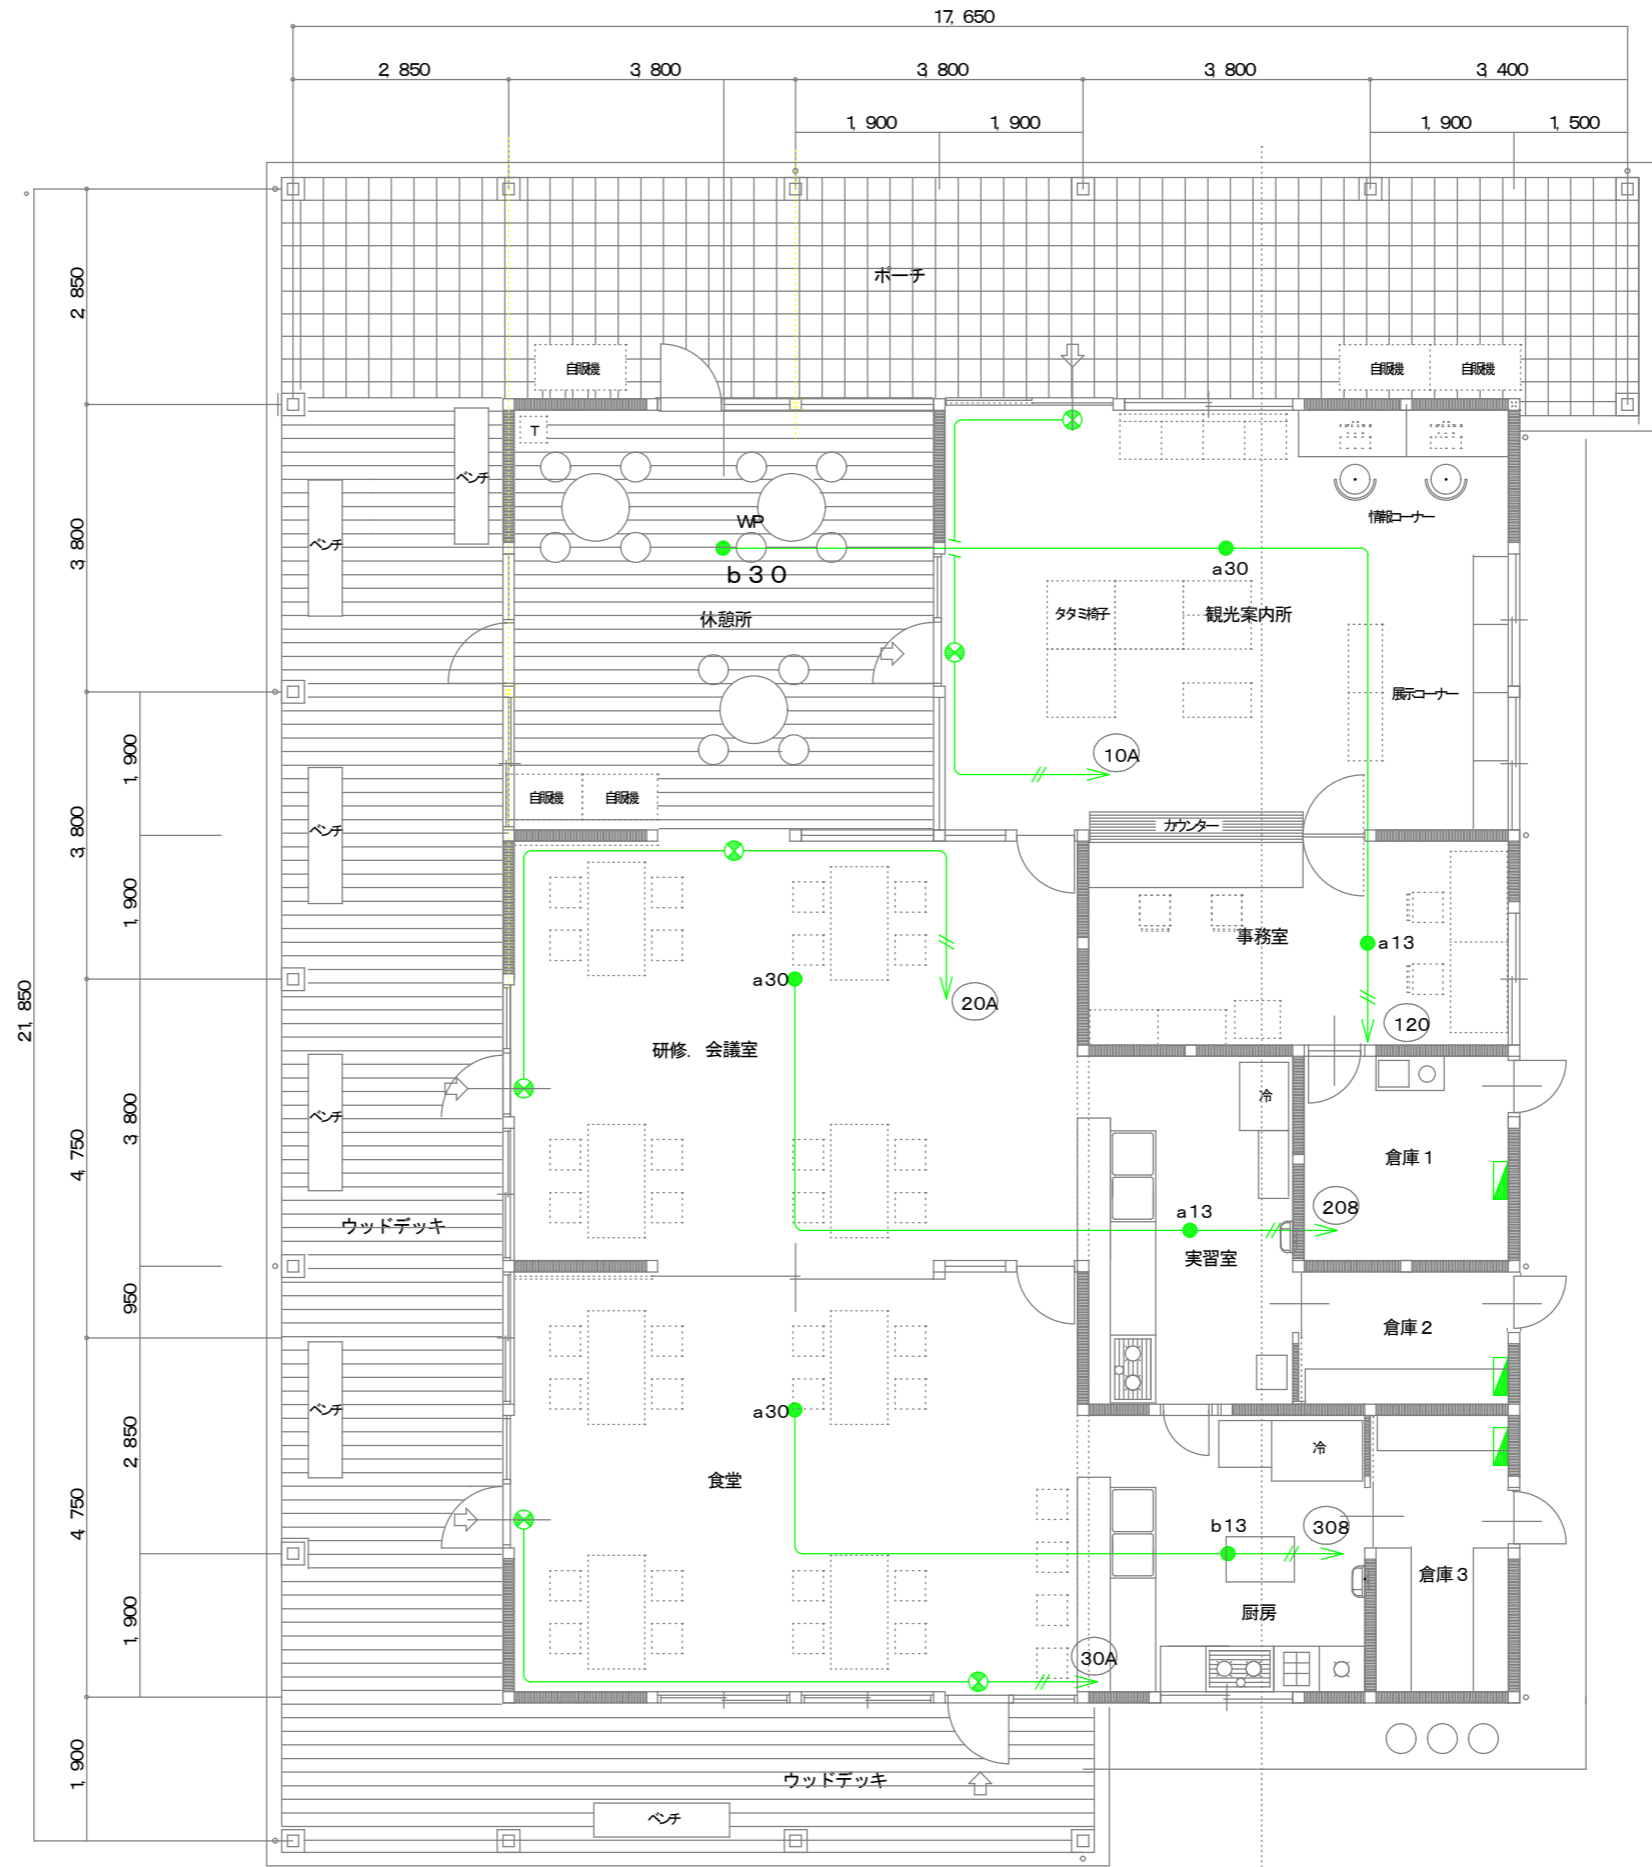 17,650
2,850 3,800 3,800 3,800 3,400
1,900 1,900 1,900 1,500
ポーチ
2,850
自販機 自販機 自販機
T
ベンチ
ベンチ
3,800
WP
b30
a30
情報コーナー
休憩所
タタミ椅子
観光案内所
展示コーナー
1,900
10A
自販機 自販機
カウンター
3,800
ベンチ
1,900
事務室
a13
a30
20A
120
21,850
研修．会議室
冷
ベンチ
3,800
4,750
倉庫1
208
a13
ウッドデッキ
実習室
950
倉庫2
ベンチ
a30
2,850
冷
食堂
4,750
b13
308
倉庫3
1,900
厨房
30A
1,900
ウッドデッキ
ベンチ